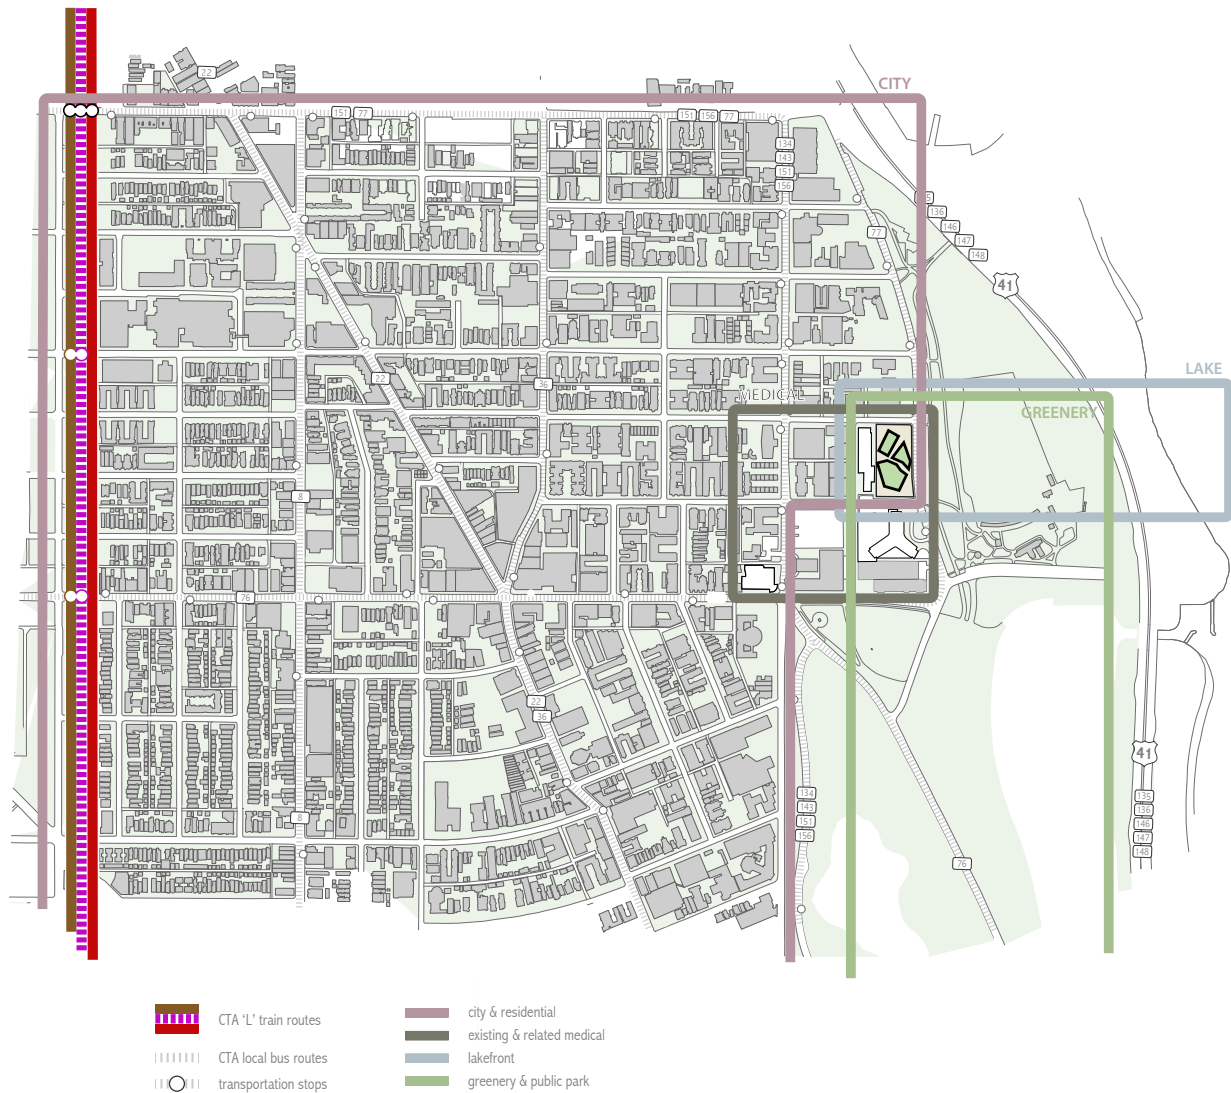 22
CITY
151 77
151 156 77
134
143
151
156
136
77
146
147
148
41
LAKE
22
36
MEDICAL
GREENERY
8
76
22
36
41
134
143
151
156
135
136
146
147
148
8
76
CTA ‘L’ train routes
CTA local bus routes
transportation stops
city & residential
existing & related medical
lakefront
greenery & public park